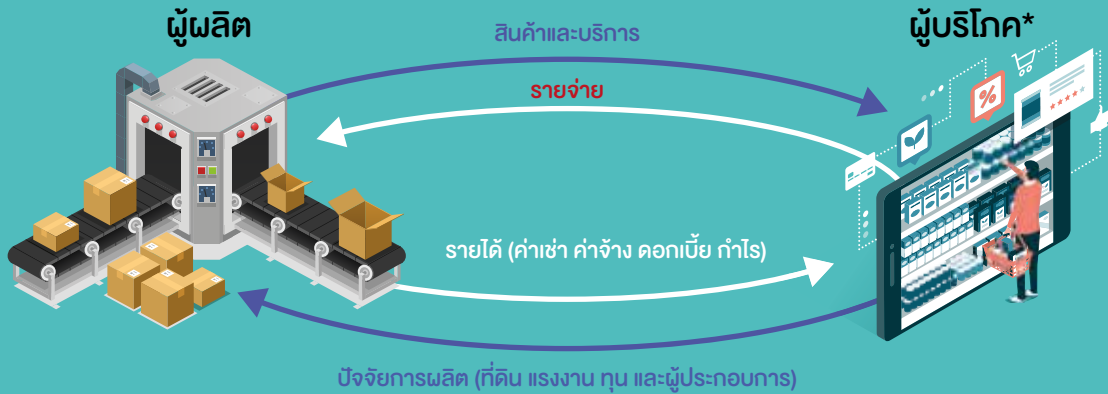 ผู้ผลิต
ผู้บริโภค*
สินค้าและบริการ
รายจ่าย
%
รายได้ (ค่าเช่า ค่าจ้าง ดอกเบี้ย กำไร)
ปัจจัยการผลิต (ที่ดิน แรงงาน ทุน และผู้ประกอบการ)